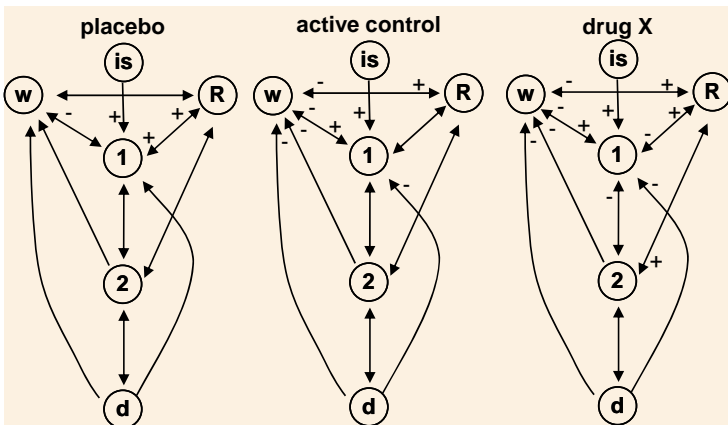 placebo active control drug X
is is is
w R w R w R
- + - + - +
- + + - + + - + +
+ - - -
1 1 1
- - - - - -
2 2 2
+
d d d